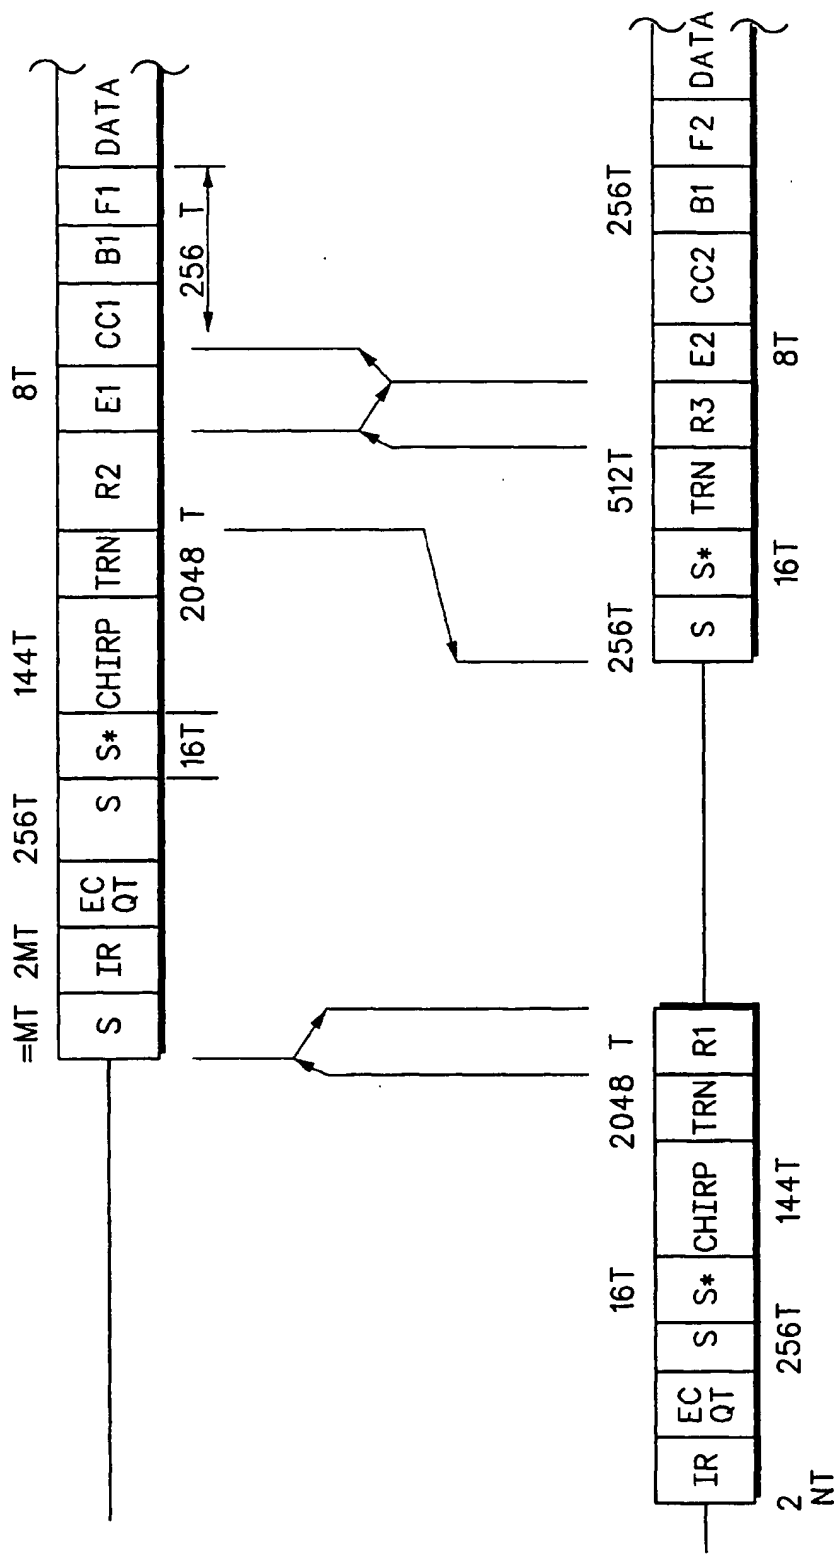 =MT 2MT 256T 144T 8T
S IR EC QT S S* CHIRP TRN R2 E1 CC1 B1 F1 DATA
16T 2048 T 256 T
16T 2048 T 256T 512T 256T
IR EC QT S S* CHIRP TRN R1 S S* TRN R3 E2 CC2 B1 F2 DATA
2 NT 256T 144T 16T 8T